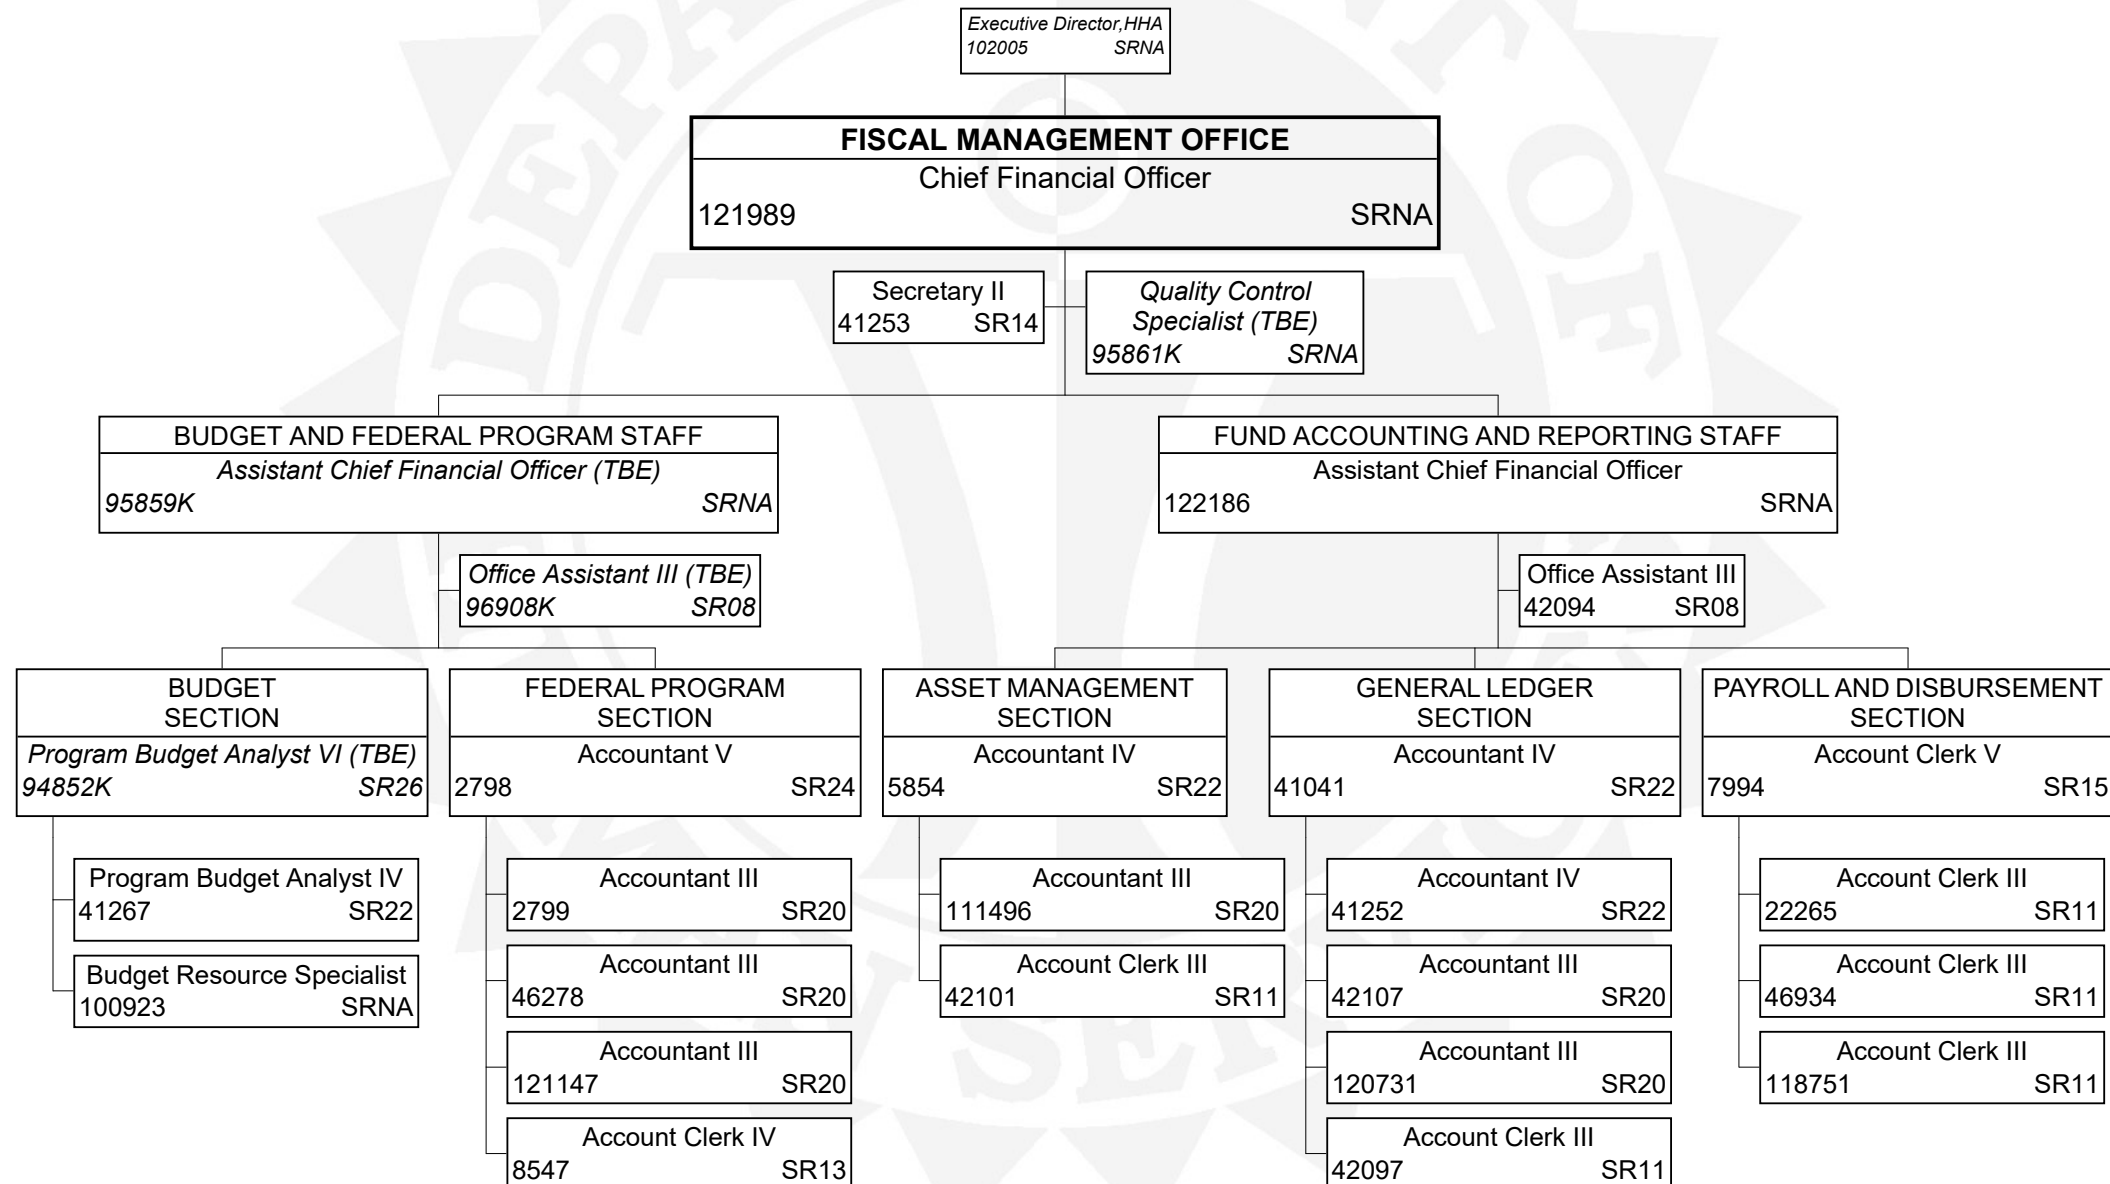 Executive Director,HHA
102005 SRNA
FISCAL MANAGEMENT OFFICE
Chief Financial Officer
121989 SRNA
Secretary II
41253 SR14
Quality Control
Specialist (TBE)
95861K SRNA
BUDGET AND FEDERAL PROGRAM STAFF
Assistant Chief Financial Officer (TBE)
95859K SRNA
FUND ACCOUNTING AND REPORTING STAFF
Assistant Chief Financial Officer
122186 SRNA
Office Assistant III (TBE)
96908K SR08
Office Assistant III
42094 SR08
BUDGET
SECTION
Program Budget Analyst VI (TBE)
94852K SR26
Program Budget Analyst IV
41267 SR22
Budget Resource Specialist
100923 SRNA
FEDERAL PROGRAM
SECTION
Accountant V
2798 SR24
Accountant III
2799 SR20
Accountant III
46278 SR20
Accountant III
121147 SR20
Account Clerk IV
8547 SR13
ASSET MANAGEMENT
SECTION
Accountant IV
5854 SR22
Accountant III
111496 SR20
Account Clerk III
42101 SR11
GENERAL LEDGER
SECTION
Accountant IV
41041 SR22
Accountant IV
41252 SR22
Accountant III
42107 SR20
Accountant III
120731 SR20
Account Clerk III
42097 SR11
PAYROLL AND DISBURSEMENT
SECTION
Account Clerk V
7994 SR15
Account Clerk III
22265 SR11
Account Clerk III
46934 SR11
Account Clerk III
118751 SR11